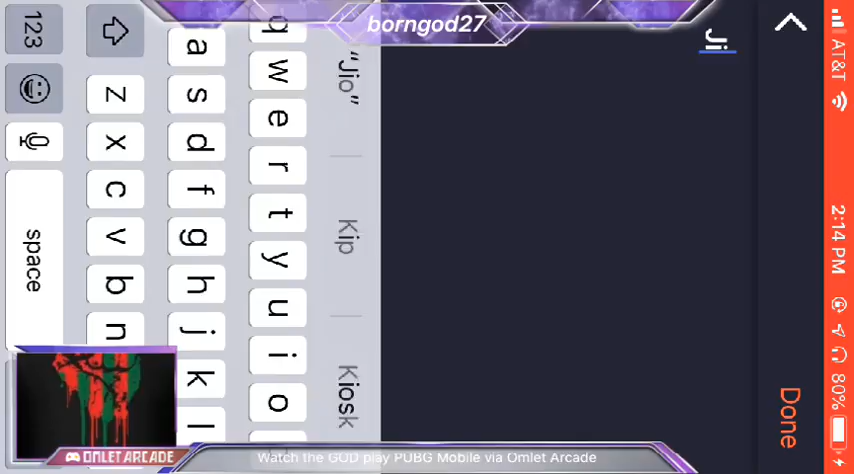 borngod27
AT&T 2:14 PM 80%
Done
Ji
"Jio" Kip Kiosk
q w e r t y u i o
a s d f g h j k l
z x c v b n
123 space
OMLET ARCADE
Watch the GOD play PUBG Mobile via Omlet Arcade